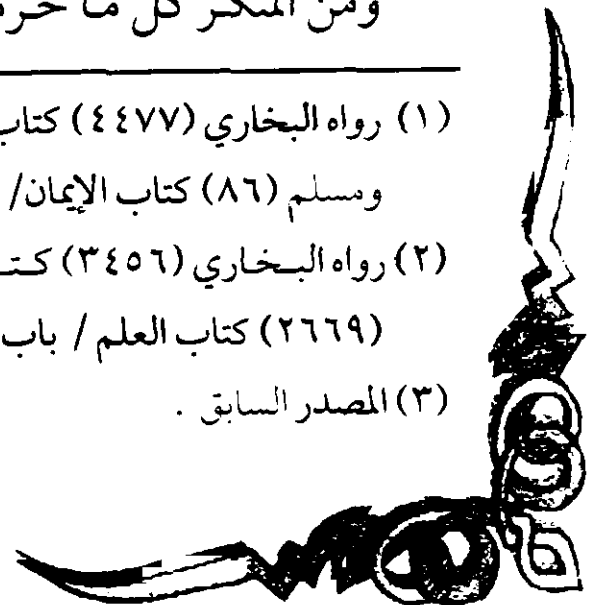 ومن المنكر كل ما حرم
(١) رواه البخاري (٤٤٧٧) كتاب
ومسلم (٨٦) كتاب الإيمان/
(٢) رواه البخاري (٣٤٥٦) كتـ
(٢٦٦٩) كتاب العلم / باب
(٣) المصدر السابق .